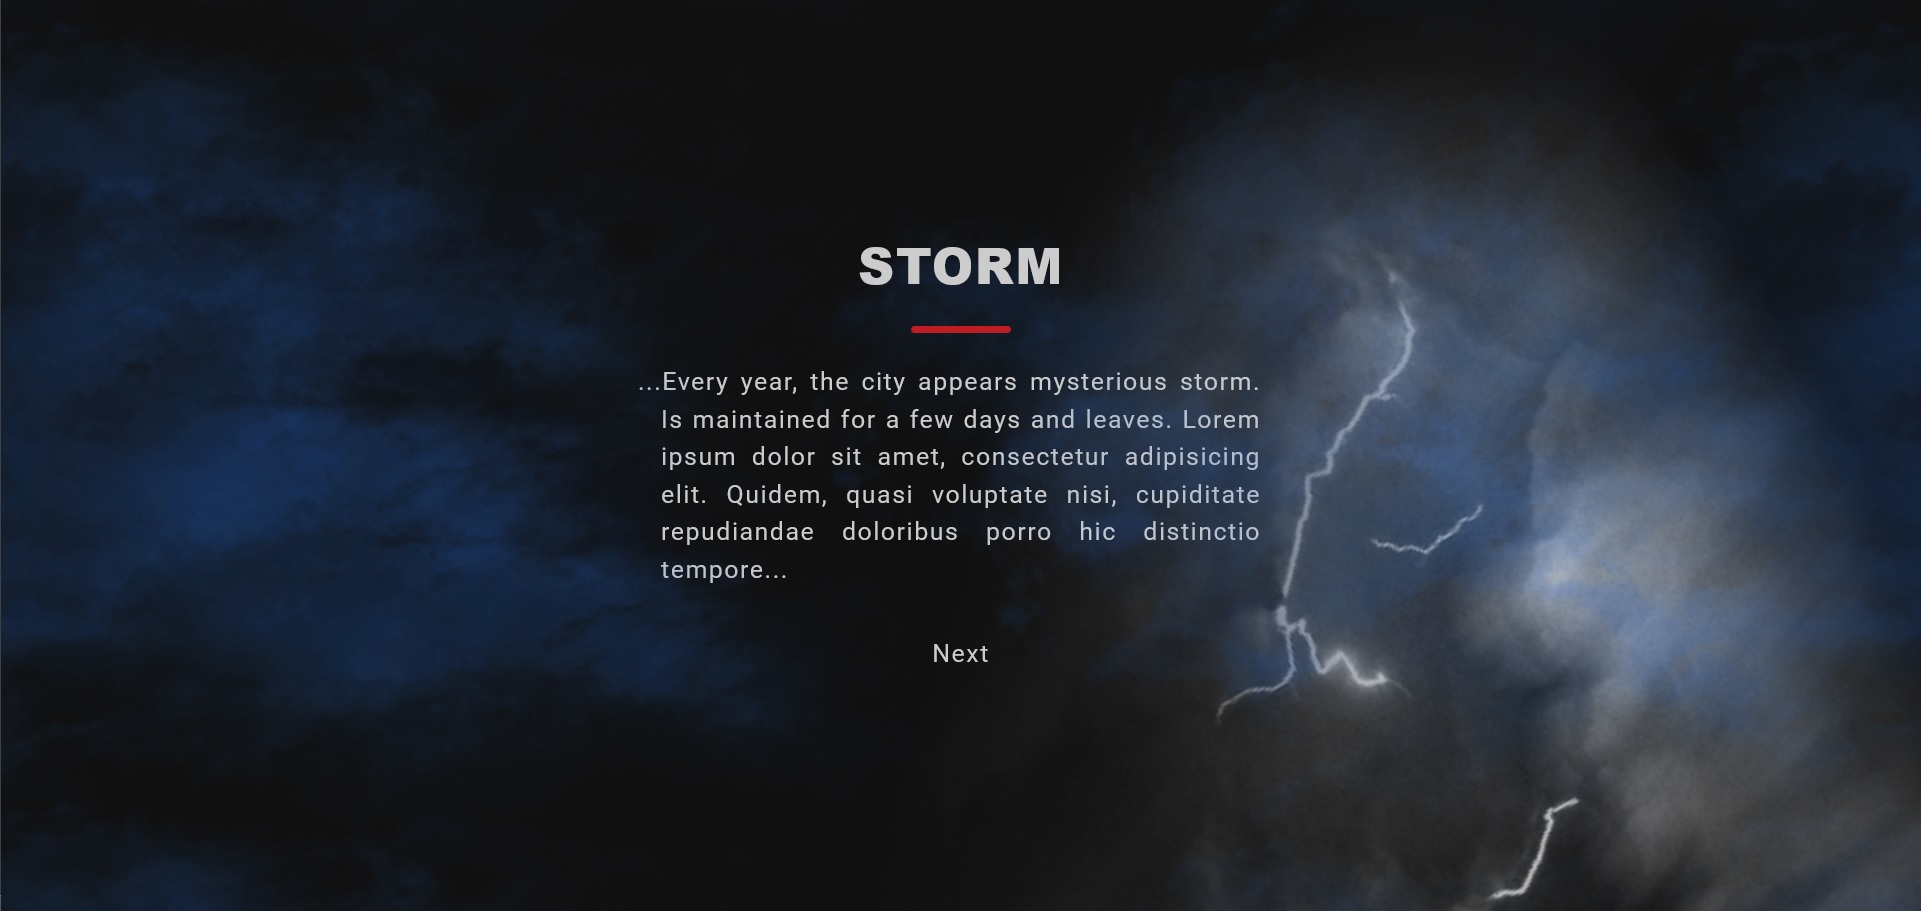 STORM
...Every year, the city appears mysterious storm.
Is maintained for a few days and leaves. Lorem
ipsum dolor sit amet, consectetur adipisicing
elit. Quidem, quasi voluptate nisi, cupiditate
repudiandae doloribus porro hic distinctio
tempore...
Next